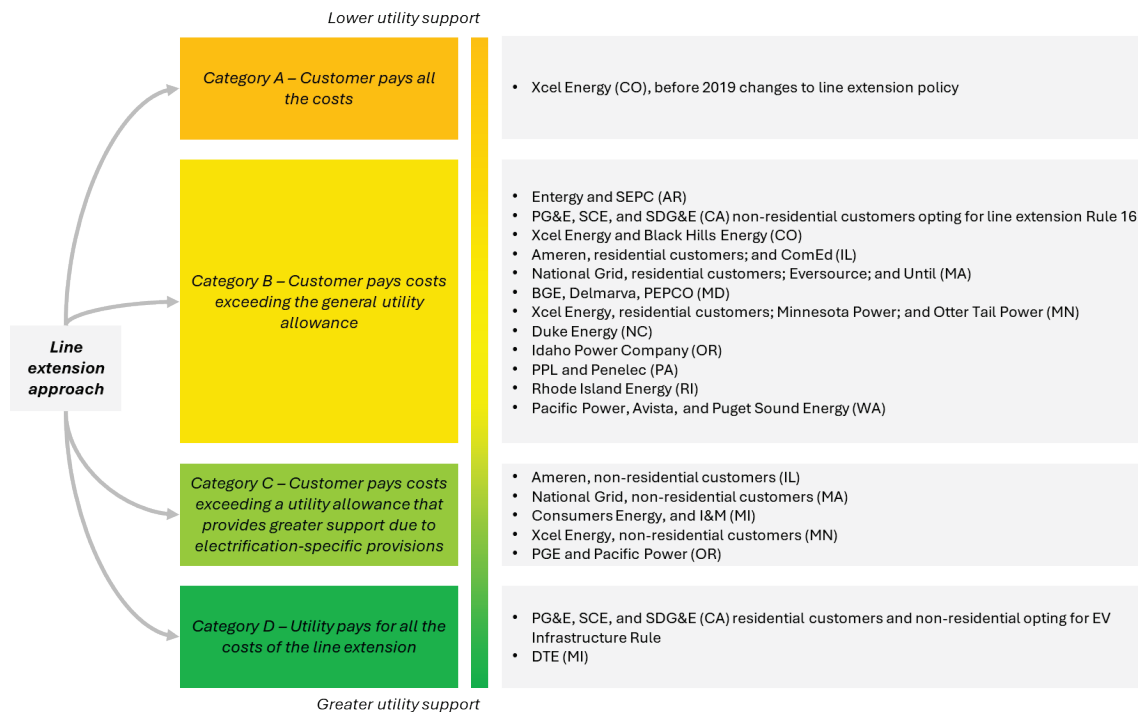 Lower utility support
Line
extension
approach
Category A – Customer pays all
the costs
• Xcel Energy (CO), before 2019 changes to line extension policy
Category B – Customer pays costs
exceeding the general utility
allowance
• Entergy and SEPC (AR)
• PG&E, SCE, and SDG&E (CA) non-residential customers opting for line extension Rule 16
• Xcel Energy and Black Hills Energy (CO)
• Ameren, residential customers; and ComEd (IL)
• National Grid, residential customers; Eversource; and Until (MA)
• BGE, Delmarva, PEPCO (MD)
• Xcel Energy, residential customers; Minnesota Power; and Otter Tail Power (MN)
• Duke Energy (NC)
• Idaho Power Company (OR)
• PPL and Penelec (PA)
• Rhode Island Energy (RI)
• Pacific Power, Avista, and Puget Sound Energy (WA)
Category C – Customer pays costs
exceeding a utility allowance that
provides greater support due to
electrification-specific provisions
• Ameren, non-residential customers (IL)
• National Grid, non-residential customers (MA)
• Consumers Energy, and I&M (MI)
• Xcel Energy, non-residential customers (MN)
• PGE and Pacific Power (OR)
Category D – Utility pays for all the
costs of the line extension
• PG&E, SCE, and SDG&E (CA) residential customers and non-residential opting for EV
Infrastructure Rule
• DTE (MI)
Greater utility support